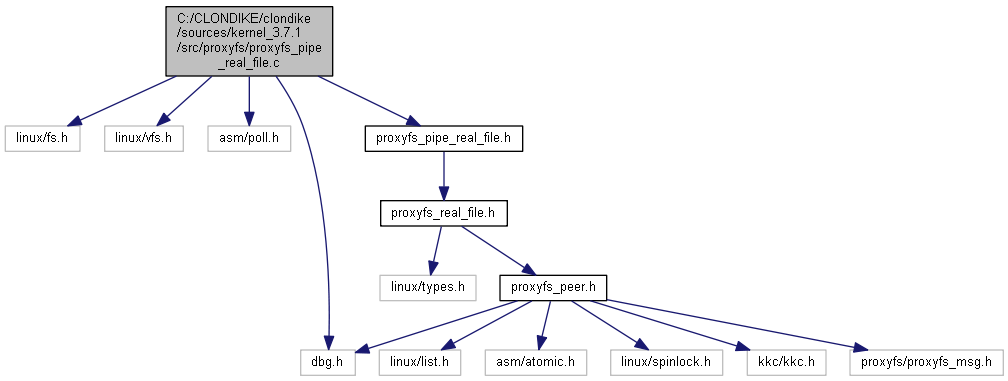 C:/CLONDIKE/clondike
/sources/kernel_3.7.1
/src/proxyfs/proxyfs_pipe
_real_file.c
linux/fs.h
linux/vfs.h
asm/poll.h
proxyfs_pipe_real_file.h
proxyfs_real_file.h
linux/types.h
proxyfs_peer.h
dbg.h
linux/list.h
asm/atomic.h
linux/spinlock.h
kkc/kkc.h
proxyfs/proxyfs_msg.h